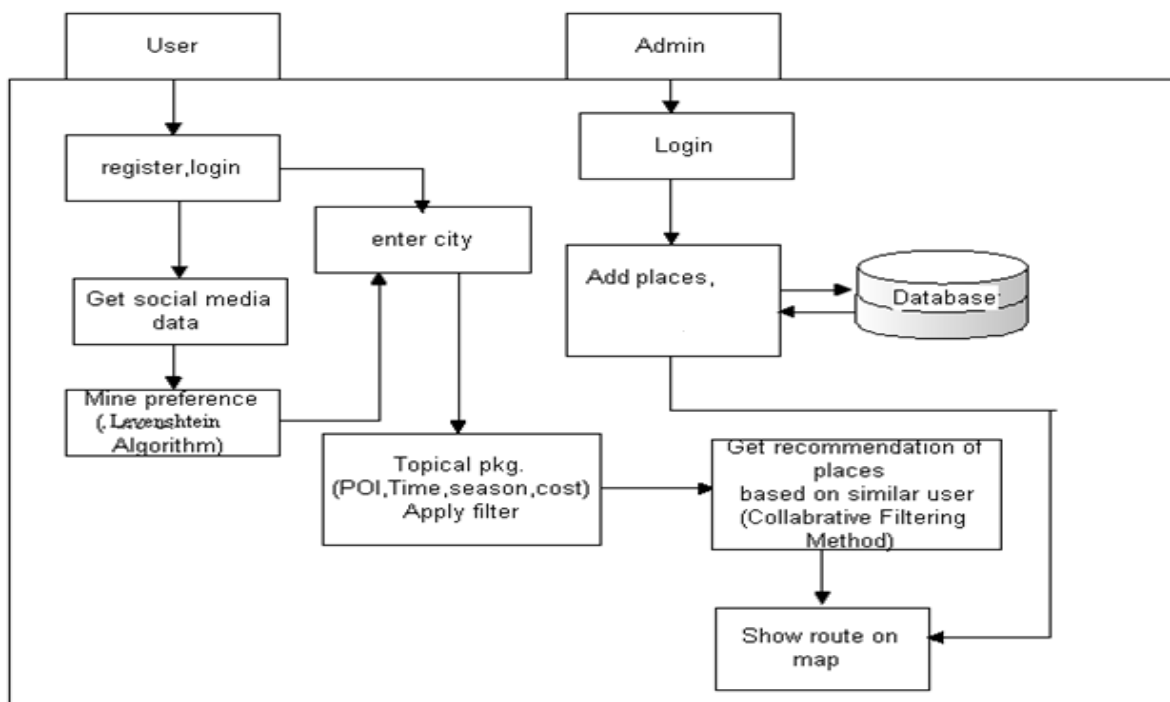 User
Admin
register,login
Login
enter city
Add places,
Database
Get social media
data
Mine preference
(.Levenshtein
Algorithm)
Topical pkg.
(POI,Time,season,cost)
Apply filter
Get recommendation of
places
based on similar user
(Collabrative Filtering
Method)
Show route on
map